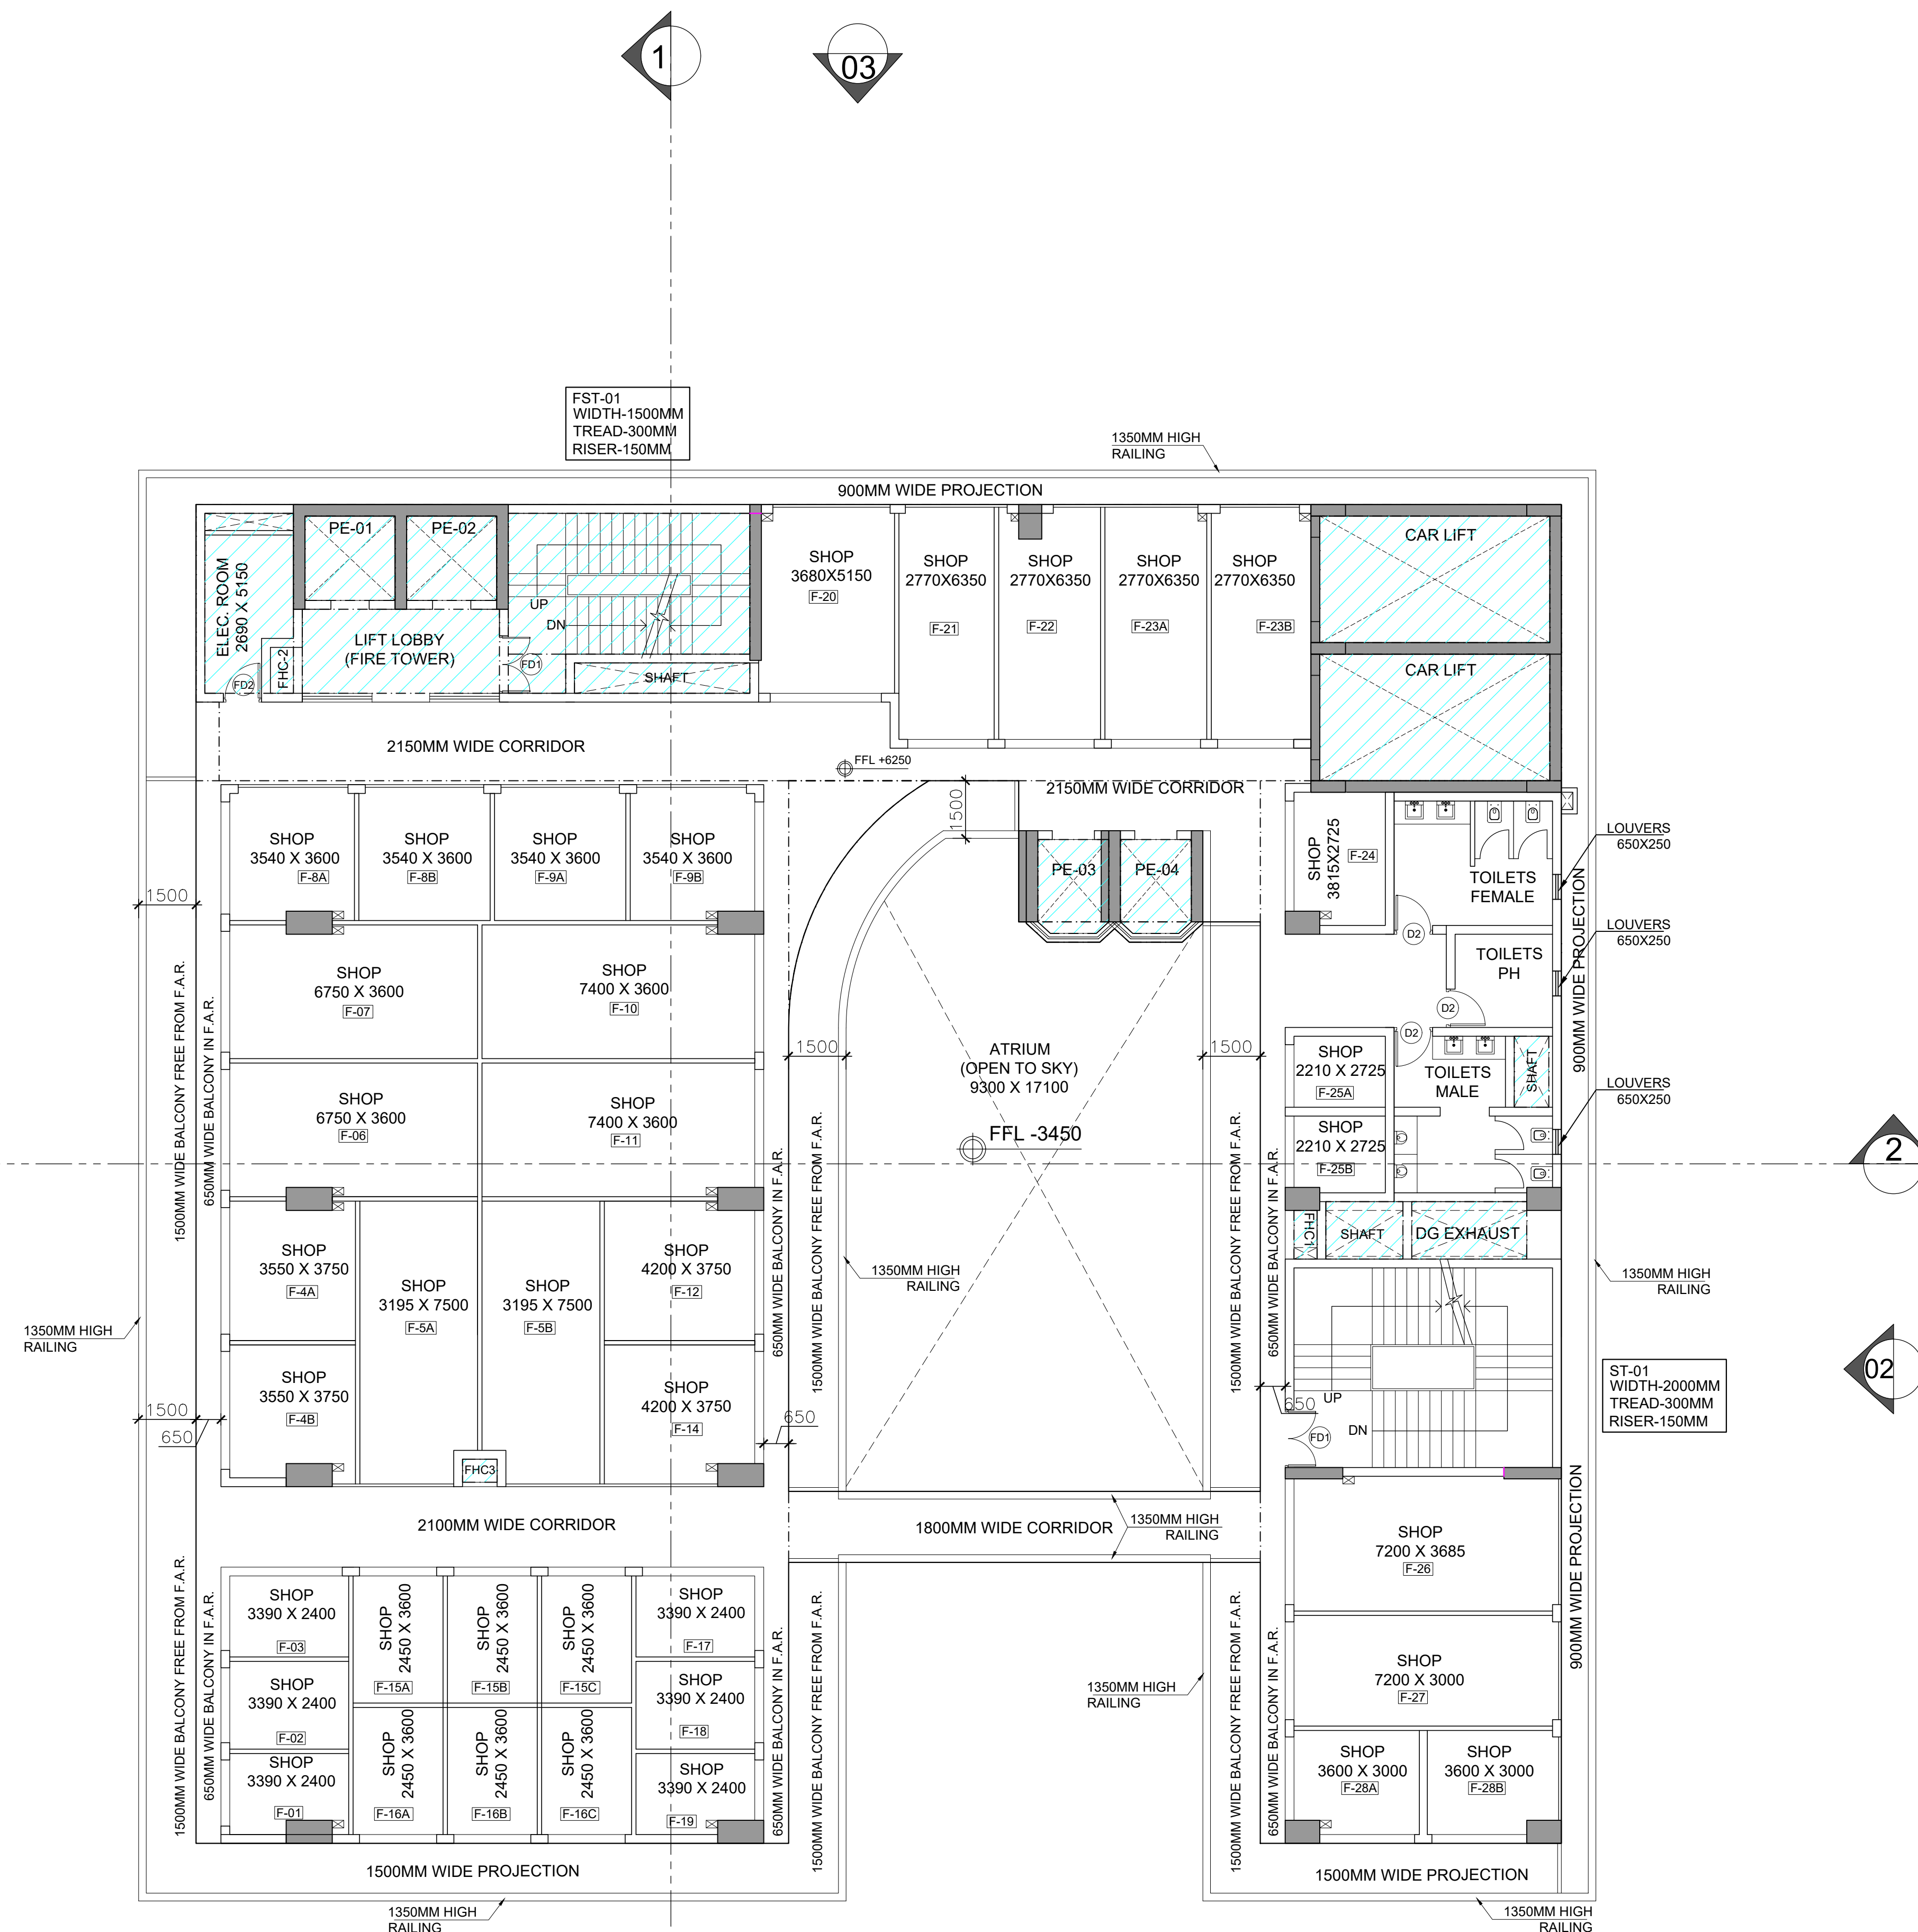 1
03
FST-01
WIDTH-1500MM
TREAD-300MM
RISER-150MM
1350MM HIGH
RAILING
900MM WIDE PROJECTION
PE-01
PE-02
CAR LIFT
ELEC. ROOM
2690 X 5150
SHOP
3680X5150
F-20
SHOP
2770X6350
F-21
SHOP
2770X6350
F-22
SHOP
2770X6350
F-23A
SHOP
2770X6350
F-23B
UP
DN
LIFT LOBBY
(FIRE TOWER)
FHC-2
FD2
FD1
SHAFT
CAR LIFT
2150MM WIDE CORRIDOR
FFL +6250
2150MM WIDE CORRIDOR
1500
SHOP
3540 X 3600
F-8A
SHOP
3540 X 3600
F-8B
SHOP
3540 X 3600
F-9A
SHOP
3540 X 3600
F-9B
PE-03
PE-04
SHOP
3815X2725
F-24
TOILETS
FEMALE
LOUVERS
650X250
1500
D2
LOUVERS
650X250
TOILETS
PH
900MM WIDE PROJECTION
SHOP
6750 X 3600
F-07
SHOP
7400 X 3600
F-10
D2
D2
1500MM WIDE BALCONY FREE FROM F.A.R.
650MM WIDE BALCONY IN F.A.R.
1500
ATRIUM
(OPEN TO SKY)
9300 X 17100
1500
SHOP
2210 X 2725
F-25A
TOILETS
MALE
SHAFT
LOUVERS
650X250
SHOP
6750 X 3600
F-06
SHOP
7400 X 3600
F-11
FFL -3450
SHOP
2210 X 2725
F-25B
2
650MM WIDE BALCONY IN F.A.R.
1500MM WIDE BALCONY FREE FROM F.A.R.
1500MM WIDE BALCONY FREE FROM F.A.R.
650MM WIDE BALCONY IN F.A.R.
FHC1
SHAFT
DG EXHAUST
SHOP
3550 X 3750
F-4A
SHOP
3195 X 7500
F-5A
SHOP
3195 X 7500
F-5B
SHOP
4200 X 3750
F-12
1350MM HIGH
RAILING
1350MM HIGH
RAILING
1350MM HIGH
RAILING
SHOP
3550 X 3750
F-4B
SHOP
4200 X 3750
F-14
02
ST-01
WIDTH-2000MM
TREAD-300MM
RISER-150MM
1500
650
650
650
UP
DN
FD1
FHC3
2100MM WIDE CORRIDOR
1800MM WIDE CORRIDOR
1350MM HIGH
RAILING
SHOP
7200 X 3685
F-26
900MM WIDE PROJECTION
1500MM WIDE BALCONY FREE FROM F.A.R.
650MM WIDE BALCONY IN F.A.R.
SHOP
3390 X 2400
F-03
SHOP
2450 X 3600
F-15A
SHOP
2450 X 3600
F-15B
SHOP
2450 X 3600
F-15C
SHOP
3390 X 2400
F-17
650MM WIDE BALCONY IN F.A.R.
1500MM WIDE BALCONY FREE FROM F.A.R.
1500MM WIDE BALCONY FREE FROM F.A.R.
650MM WIDE BALCONY IN F.A.R.
SHOP
3390 X 2400
F-02
SHOP
3390 X 2400
F-18
1350MM HIGH
RAILING
SHOP
7200 X 3000
F-27
SHOP
3390 X 2400
F-01
SHOP
2450 X 3600
F-16A
SHOP
2450 X 3600
F-16B
SHOP
2450 X 3600
F-16C
SHOP
3390 X 2400
F-19
SHOP
3600 X 3000
F-28A
SHOP
3600 X 3000
F-28B
1500MM WIDE PROJECTION
1500MM WIDE PROJECTION
1350MM HIGH
RAILING
1350MM HIGH
RAILING